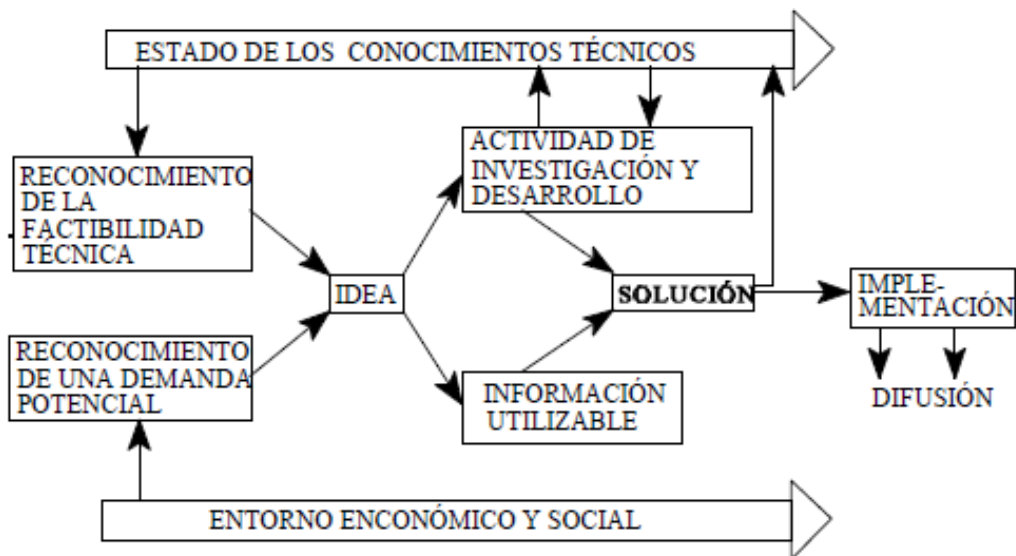 ESTADO DE LOS CONOCIMIENTOS TÉCNICOS
RECONOCIMIENTO
DE LA
FACTIBILIDAD
TÉCNICA
ACTIVIDAD DE
INVESTIGACIÓN Y
DESARROLLO
IDEA
SOLUCIÓN
IMPLE-
MENTACIÓN
RECONOCIMIENTO
DE UNA DEMANDA
POTENCIAL
INFORMACIÓN
UTILIZABLE
DIFUSIÓN
ENTORNO ENCONÓMICO Y SOCIAL